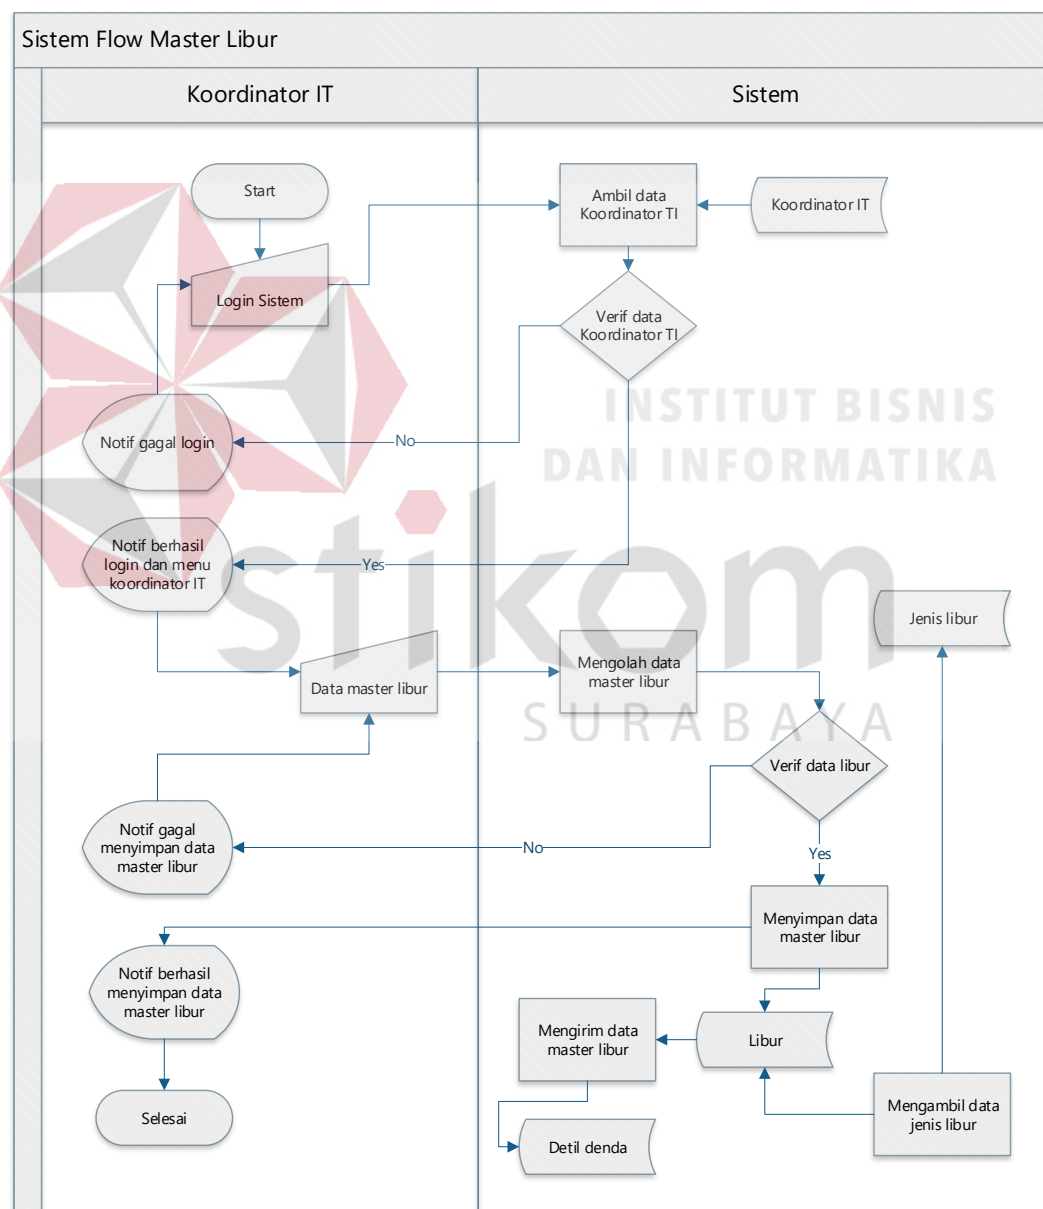 Sistem Flow Master Libur
Koordinator IT
Sistem
Start
Ambil data
Koordinator TI
Koordinator IT
Login Sistem
Verif data
Koordinator TI
INSTITUT BISNIS
DAN INFORMATIKA
Notif gagal login
No
stikom
SURABAYA
Notif berhasil
login dan menu
koordinator IT
Yes
Jenis libur
Data master libur
Mengolah data
master libur
Verif data libur
Notif gagal
menyimpan data
master libur
No
Yes
Menyimpan data
master libur
Notif berhasil
menyimpan data
master libur
Mengirim data
master libur
Libur
Selesai
Detil denda
Mengambil data
jenis libur